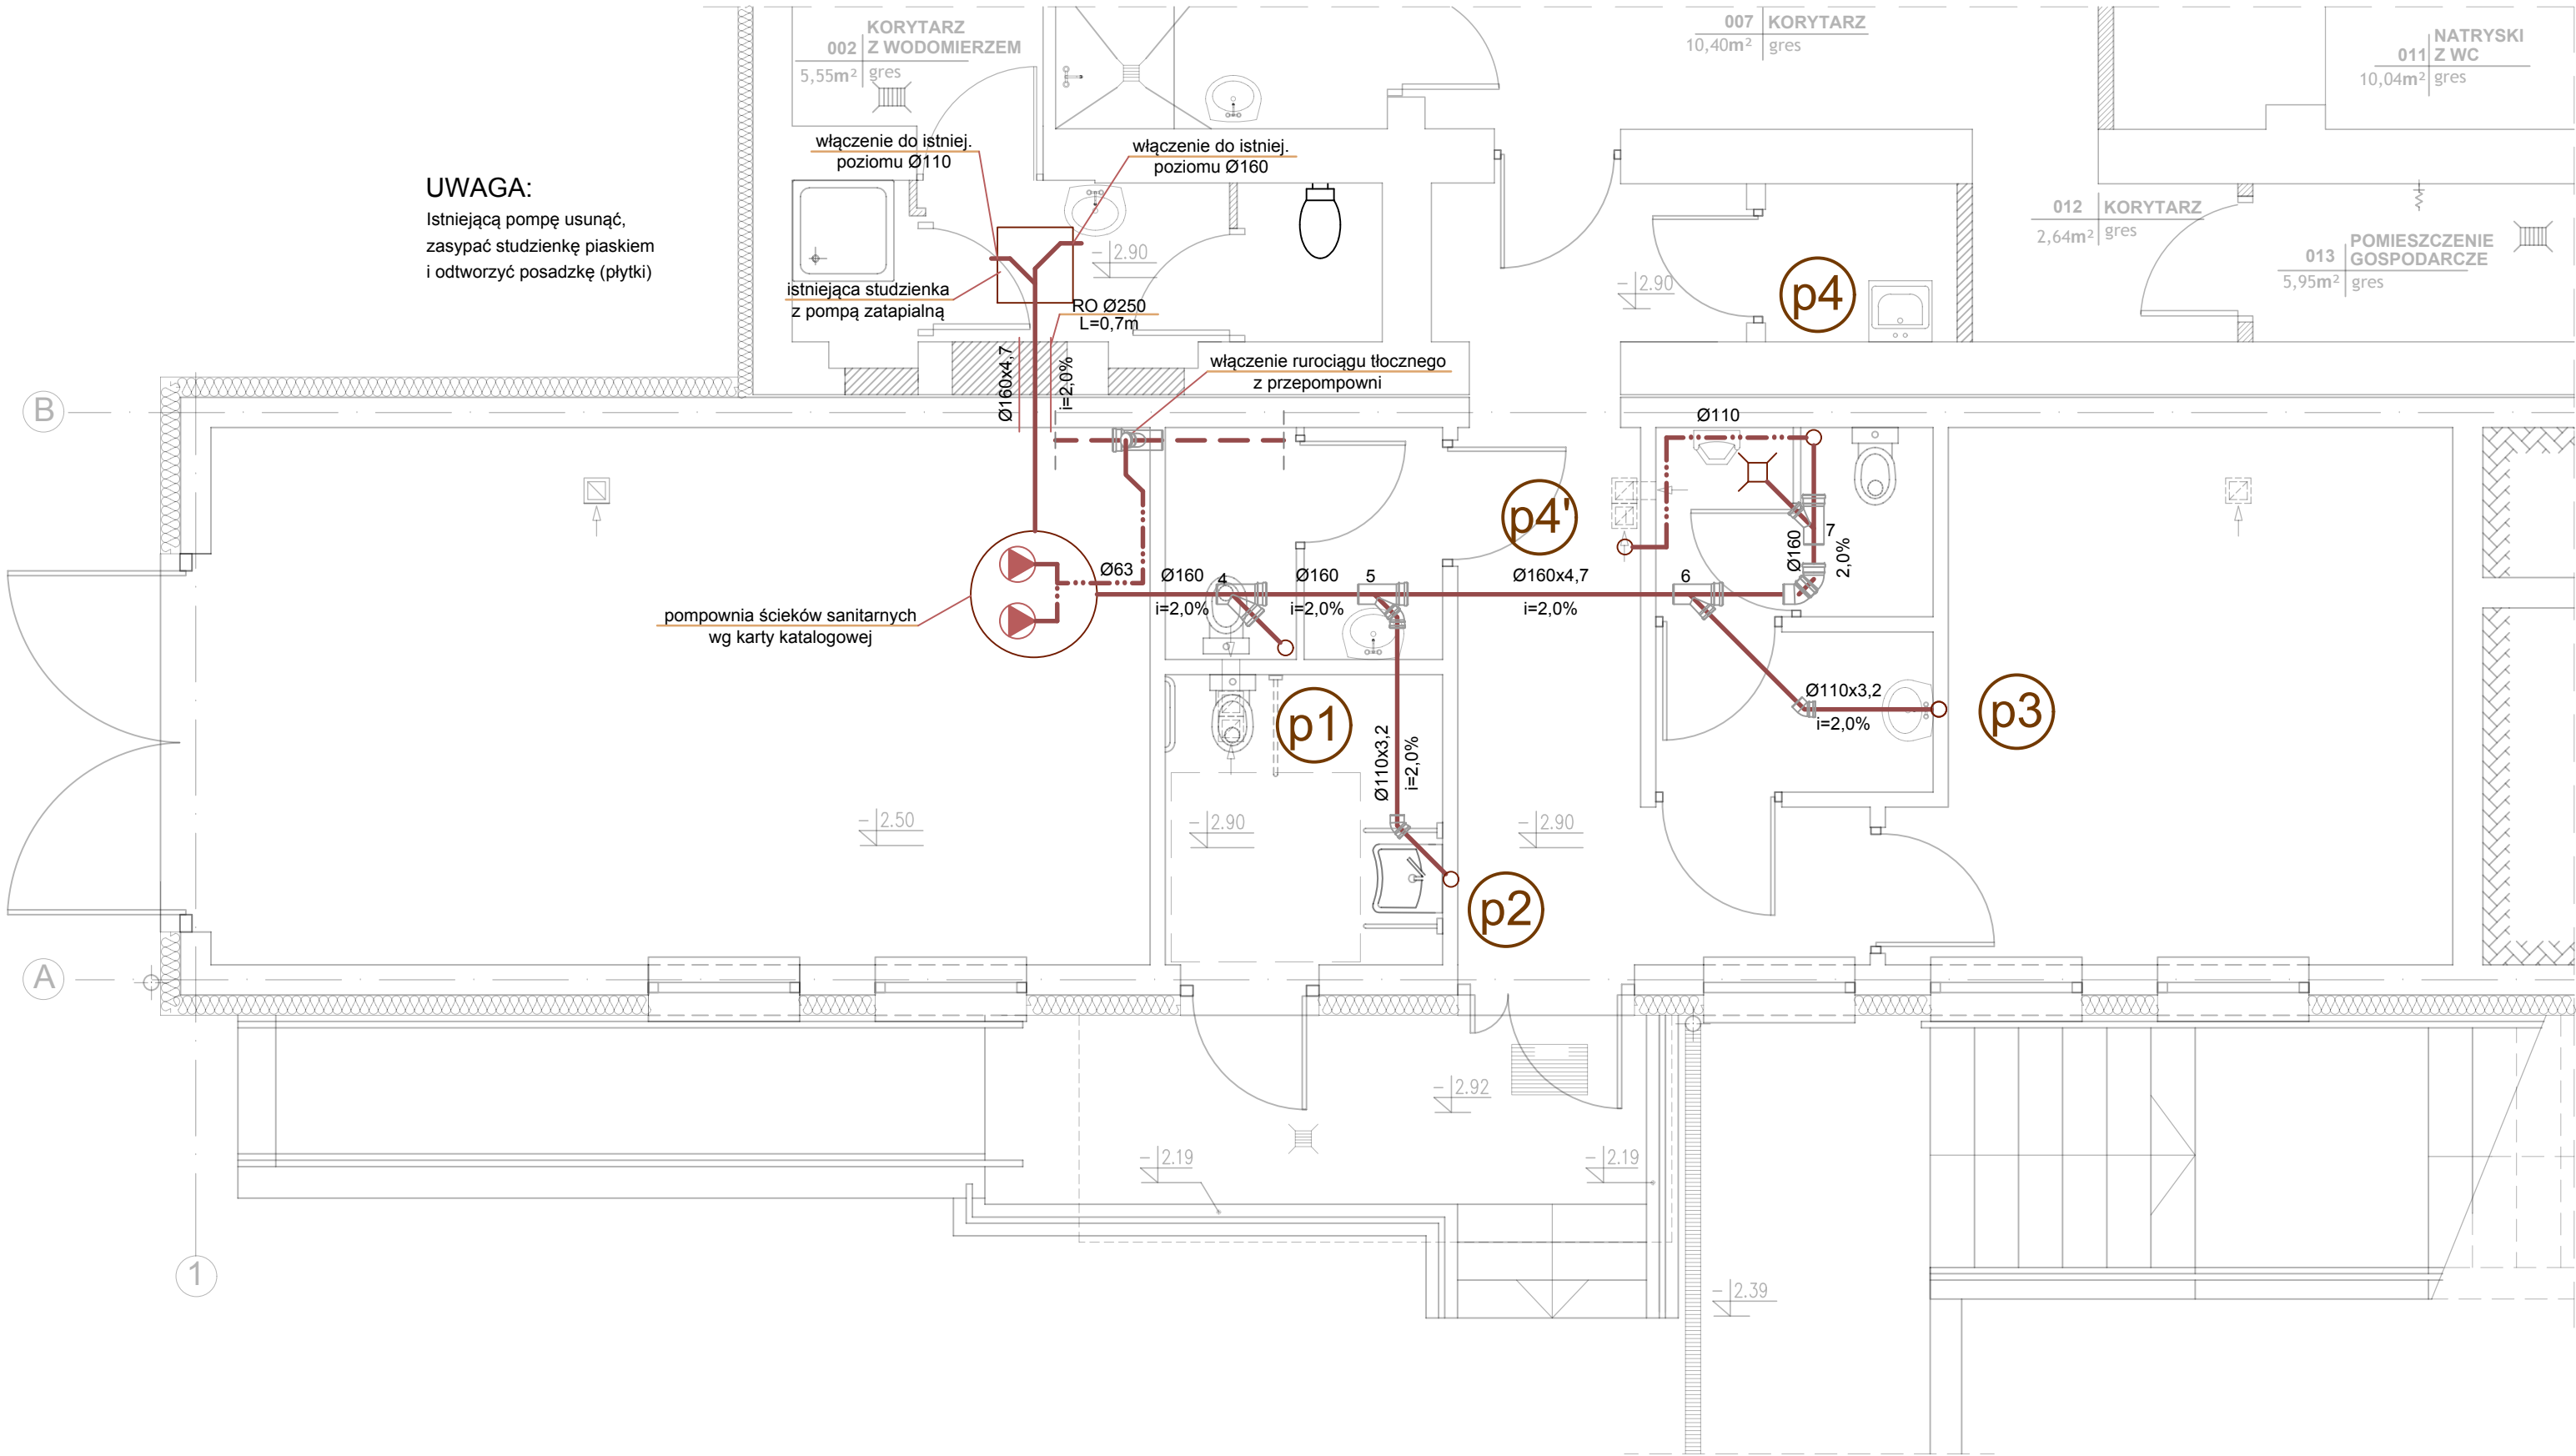 KORYTARZ
002 Z WODOMIERZEM
5,55m² gres
007 KORYTARZ
10,40m² gres
NATRYSKI
011 Z WC
10,04m² gres
włączenie do istniej.
poziomu Ø110
włączenie do istniej.
poziomu Ø160
UWAGA:
Istniejącą pompę usunąć,
zasypać studzienkę piaskiem
i odtworzyć posadzkę (płytki)
012 KORYTARZ
2,64m² gres
POMIESZCZENIE
013 GOSPODARCZE
5,95m² gres
- 2.90
- 2.90
p4
istniejąca studzienka
z pompą zatapialną
RO Ø250
L=0,7m
Ø160x4,7
i=2,0%
włączenie rurociągu tłocznego
z przepompowni
B
Ø110
p4'
7
Ø160
2,0%
Ø63
Ø160
4
i=2,0%
Ø160
5
i=2,0%
Ø160x4,7
i=2,0%
6
pompownia ścieków sanitarnych
wg karty katalogowej
p1
Ø110x3,2
i=2,0%
p3
Ø110x3,2
i=2,0%
- 2.50
- 2.90
- 2.90
p2
A
- 2.92
- 2.19
- 2.19
1
- 2.39